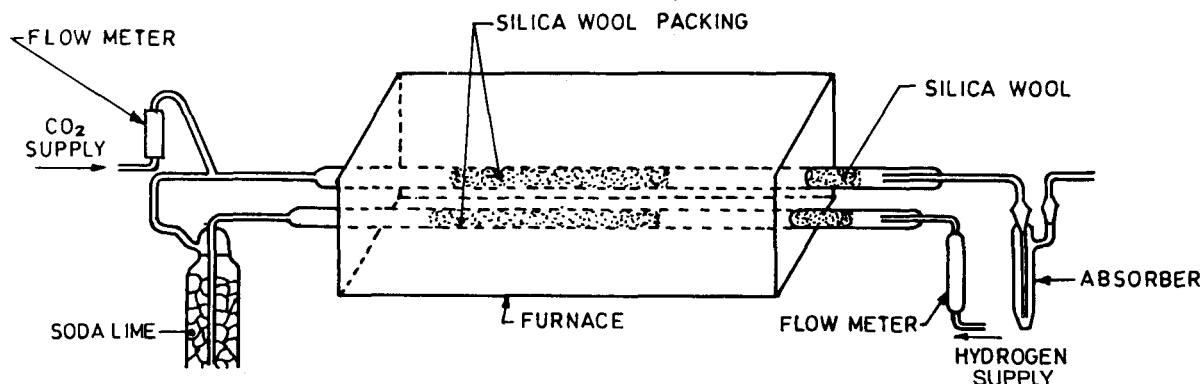 SILICA WOOL PACKING
FLOW METER
SILICA WOOL
CO₂
SUPPLY
ABSORBER
SODA LIME
FURNACE
FLOW METER
HYDROGEN
SUPPLY